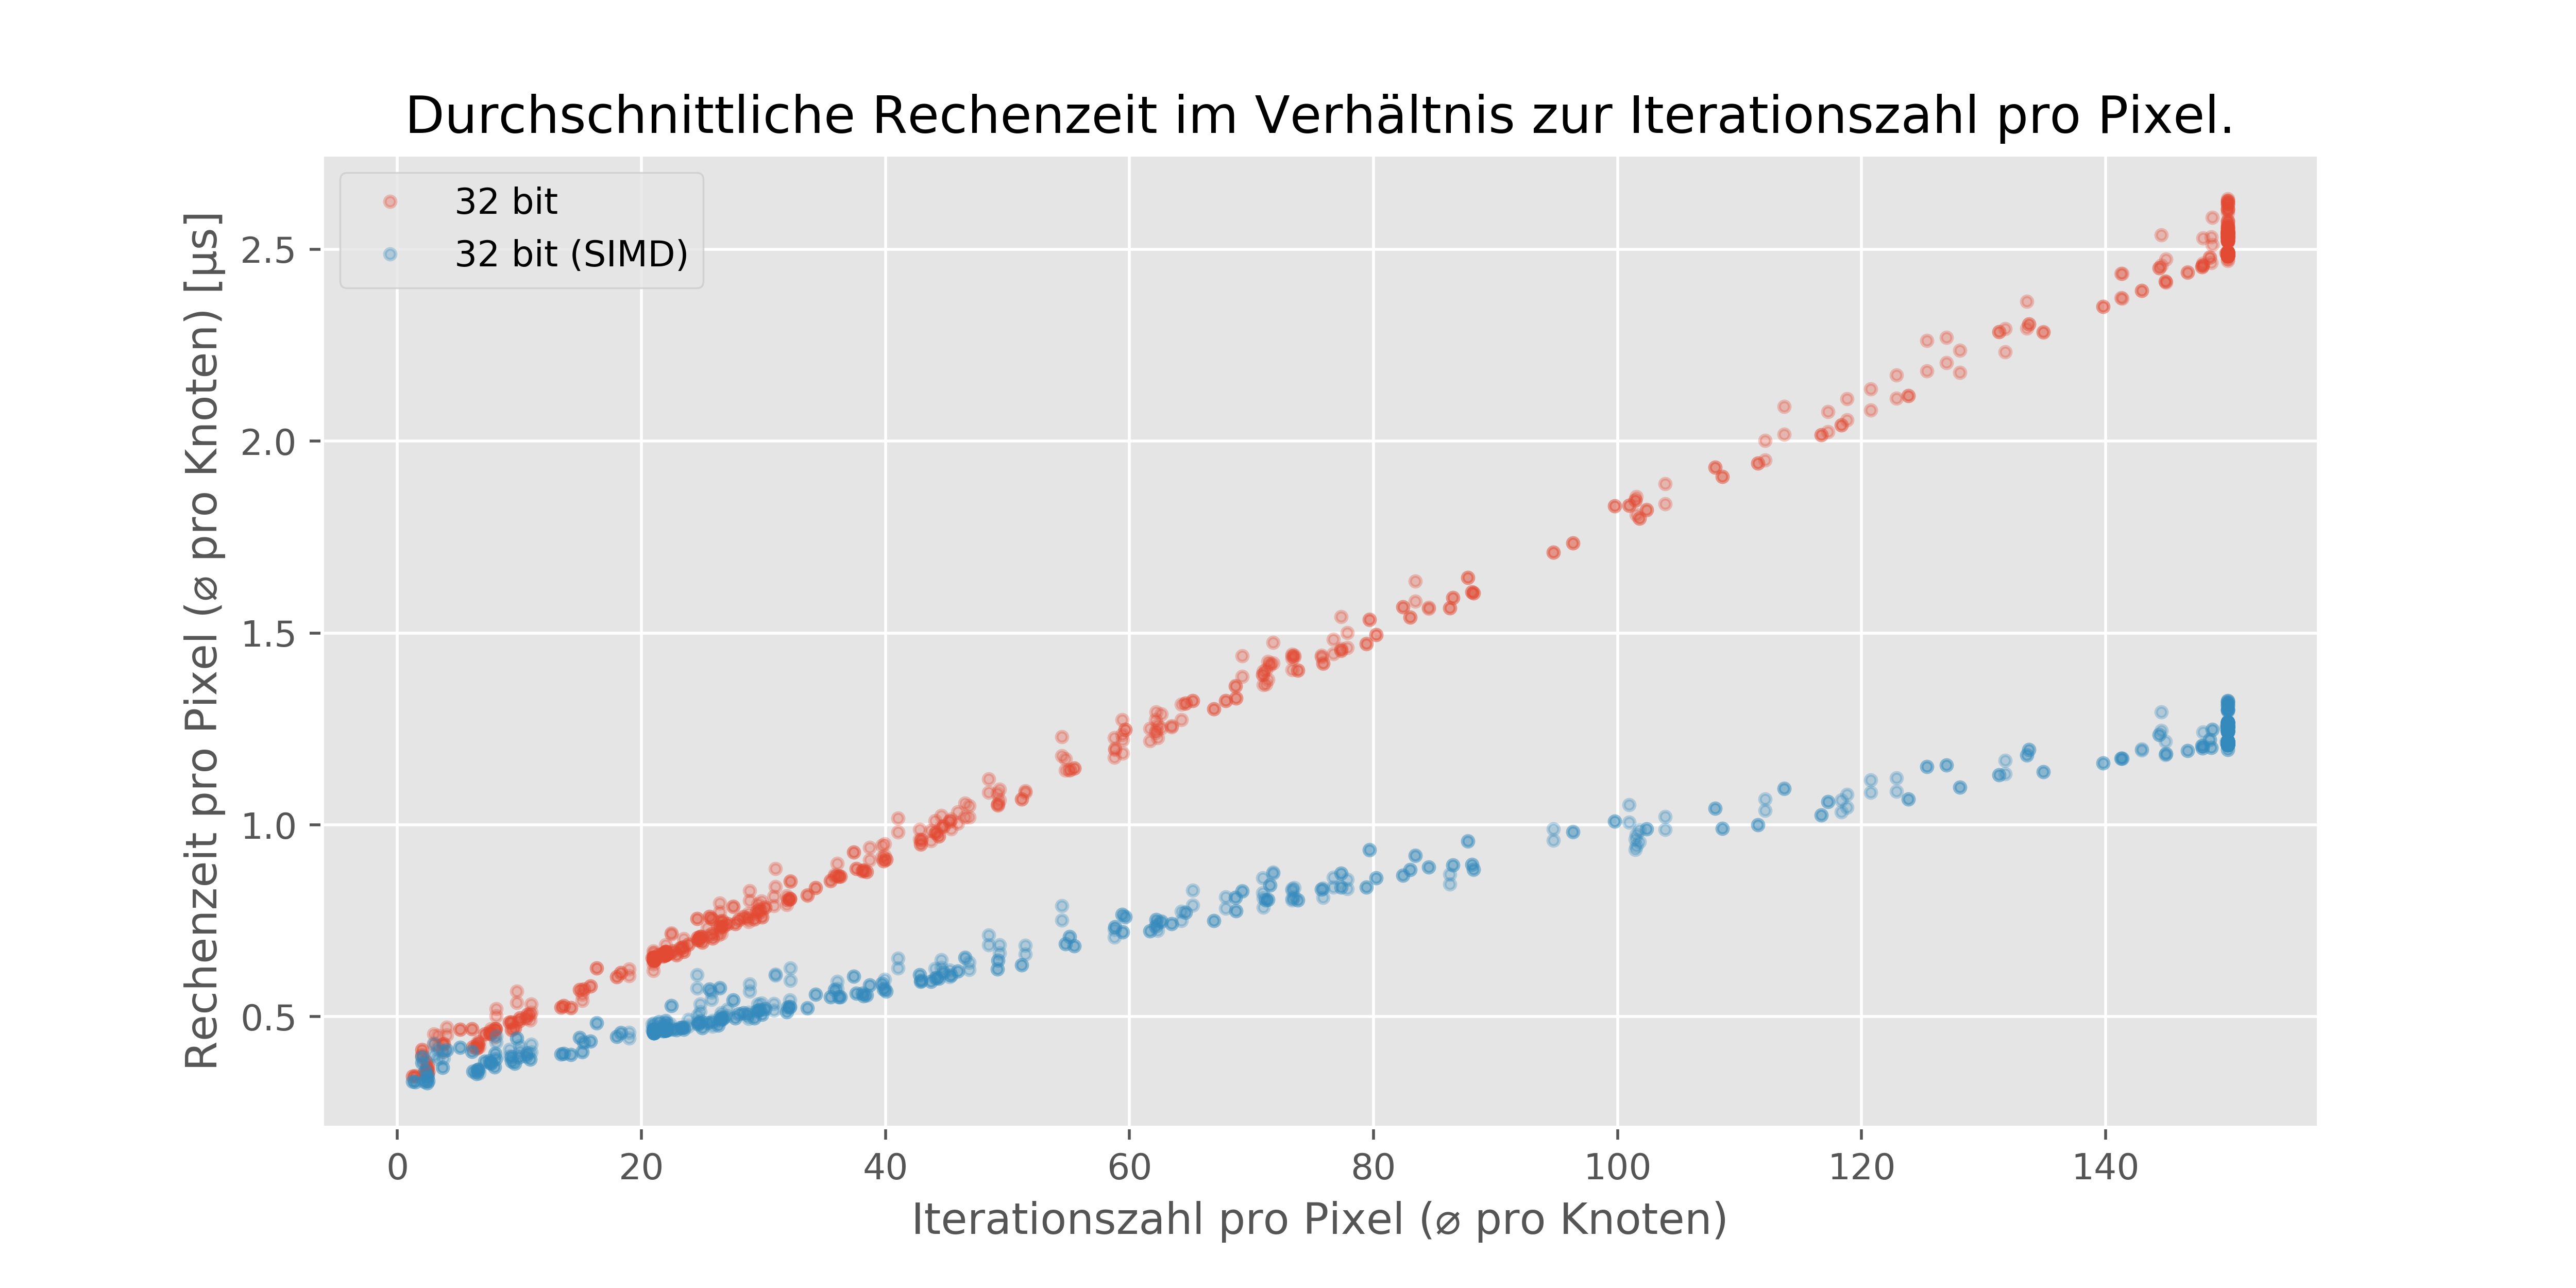 Durchschnittliche Rechenzeit im Verhältnis zur Iterationszahl pro Pixel.
32 bit
32 bit (SIMD)
Rechenzeit pro Pixel (⌀ pro Knoten) [µs]
2.5
2.0
1.5
1.0
0.5
0 20 40 60 80 100 120 140
Iterationszahl pro Pixel (⌀ pro Knoten)